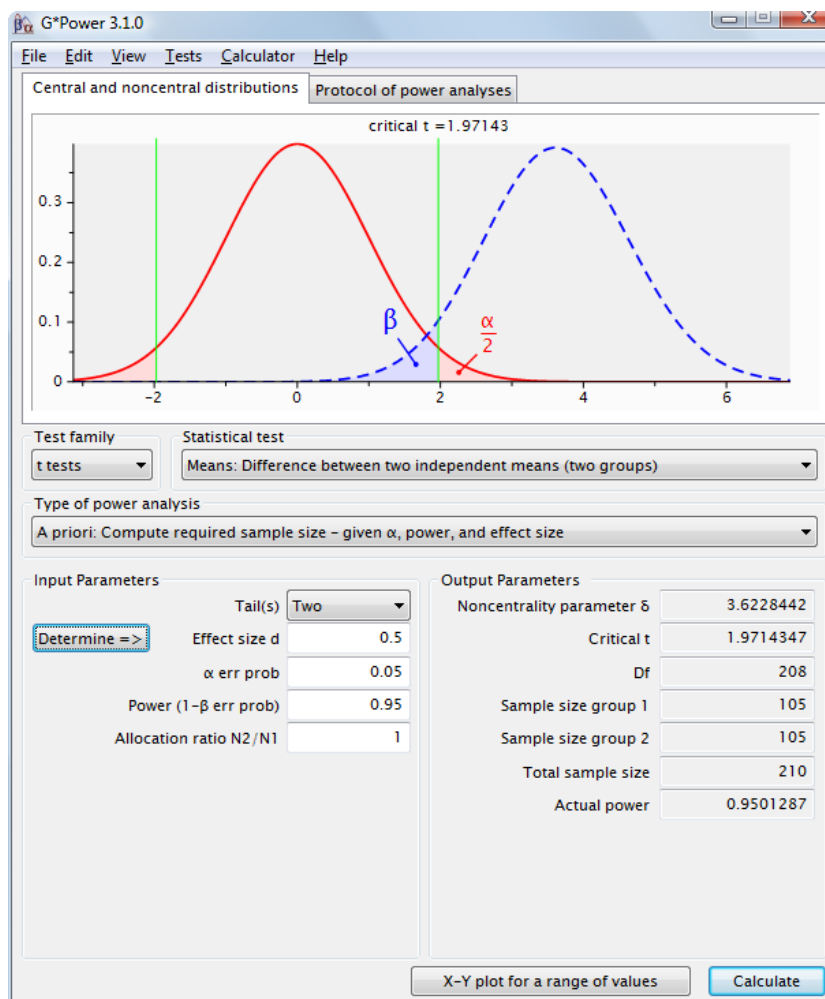 G*Power 3.1.0
File Edit View Tests Calculator Help
Central and noncentral distributions Protocol of power analyses
critical t =1.97143
0.3
0.2
0.1
0
β
α
2
-2 0 2 4 6
Test family Statistical test
t tests Means: Difference between two independent means (two groups)
Type of power analysis
A priori: Compute required sample size – given α, power, and effect size
Input Parameters Output Parameters
Tail(s) Two Noncentrality parameter δ 3.6228442
Determine => Effect size d 0.5 Critical t 1.9714347
α err prob 0.05 Df 208
Power (1-β err prob) 0.95 Sample size group 1 105
Allocation ratio N2/N1 1 Sample size group 2 105
Total sample size 210
Actual power 0.9501287
X-Y plot for a range of values Calculate